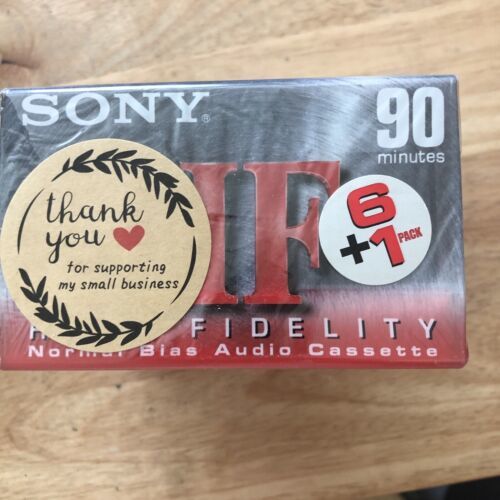 SONY®
90
minutes
thank
you
for supporting
my small business
HF
6
+1 PACK
H FIDELITY
Normal Bias Audio Cassette